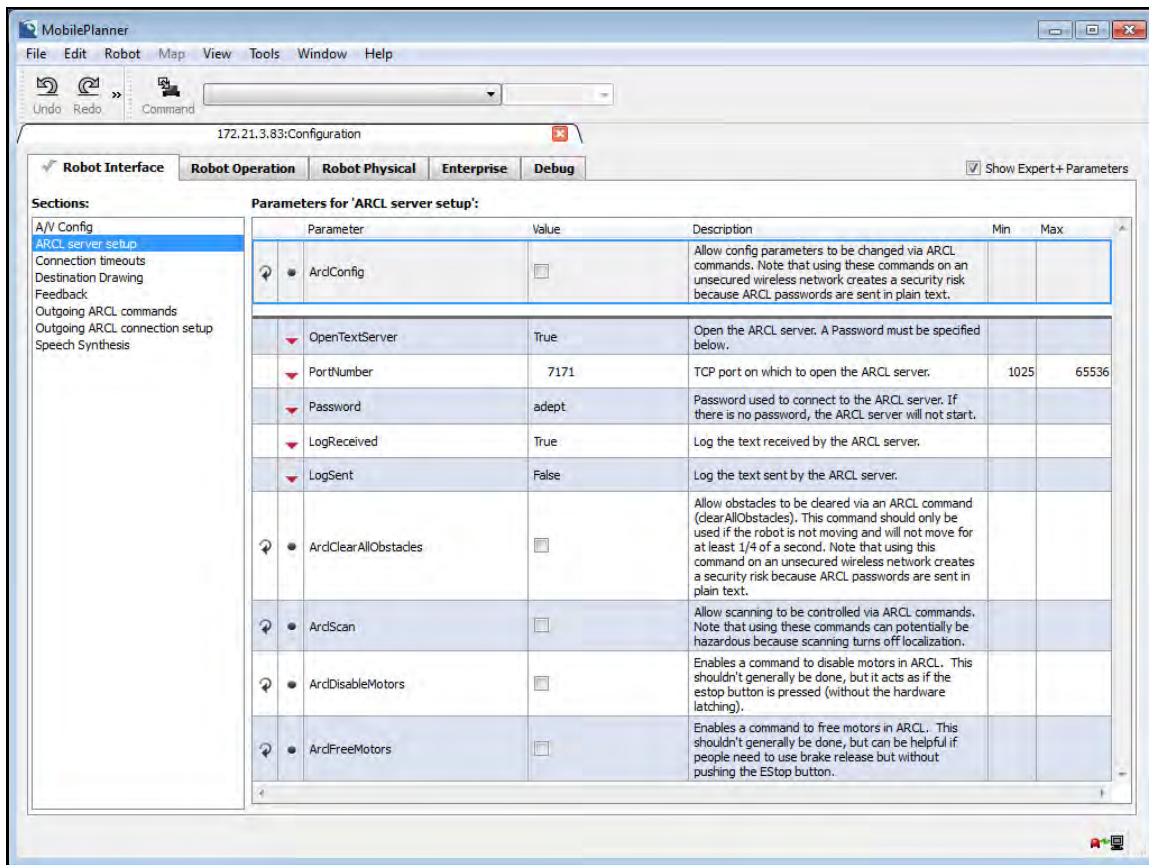 MobilePlanner
File Edit Robot Map View Tools Window Help
Undo Redo » Command
172.21.3.83:Configuration
Robot Interface Robot Operation Robot Physical Enterprise Debug Show Expert+ Parameters
Sections: Parameters for 'ARCL server setup':
A/V Config
ARCL server setup
Connection timeouts
Destination Drawing
Feedback
Outgoing ARCL commands
Outgoing ARCL connection setup
Speech Synthesis
Parameter Value Description Min Max
ArclConfig
Allow config parameters to be changed via ARCL
commands. Note that using these commands on an
unsecured wireless network creates a security risk
because ARCL passwords are sent in plain text.
OpenTextServer True
Open the ARCL server. A Password must be specified
below.
PortNumber 7171 TCP port on which to open the ARCL server. 1025 65536
Password adept
Password used to connect to the ARCL server. If
there is no password, the ARCL server will not start.
LogReceived True Log the text received by the ARCL server.
LogSent False Log the text sent by the ARCL server.
ArclClearAllObstacles
Allow obstacles to be cleared via an ARCL command
(clearAllObstacles). This command should only be
used if the robot is not moving and will not move for
at least 1/4 of a second. Note that using this
command on an unsecured wireless network creates
a security risk because ARCL passwords are sent in
plain text.
ArclScan
Allow scanning to be controlled via ARCL commands.
Note that using these commands can potentially be
hazardous because scanning turns off localization.
ArclDisableMotors
Enables a command to disable motors in ARCL. This
shouldn't generally be done, but it acts as if the
estop button is pressed (without the hardware
latching).
ArclFreeMotors
Enables a command to free motors in ARCL. This
shouldn't generally be done, but can be helpful if
people need to use brake release but without
pushing the EStop button.